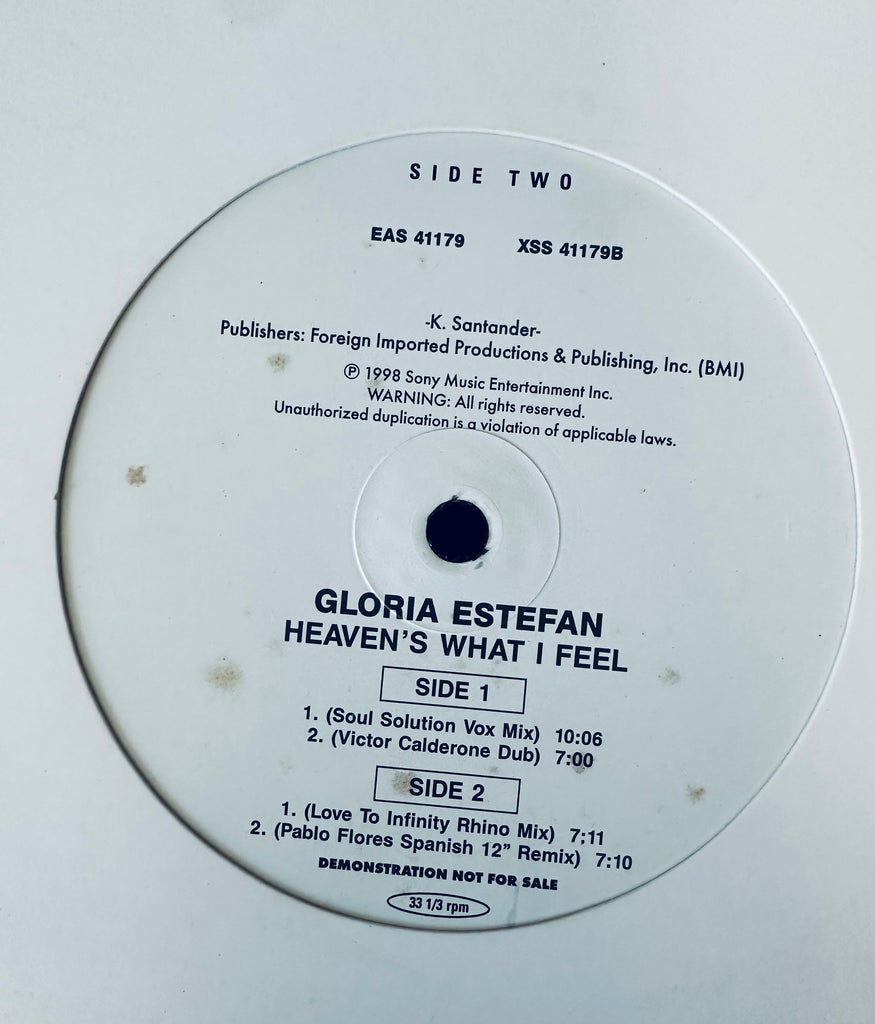 SIDE TWO
EAS 41179 XSS 41179B
-K. Santander-
Publishers: Foreign Imported Productions & Publishing, Inc. (BMI)
℗ 1998 Sony Music Entertainment Inc.
WARNING: All rights reserved.
Unauthorized duplication is a violation of applicable laws.
GLORIA ESTEFAN
HEAVEN'S WHAT I FEEL
SIDE 1
1. (Soul Solution Vox Mix) 10:06
2. (Victor Calderone Dub) 7:00
SIDE 2
1. (Love To Infinity Rhino Mix) 7:11
2. (Pablo Flores Spanish 12" Remix) 7:10
DEMONSTRATION NOT FOR SALE
33 1/3 rpm